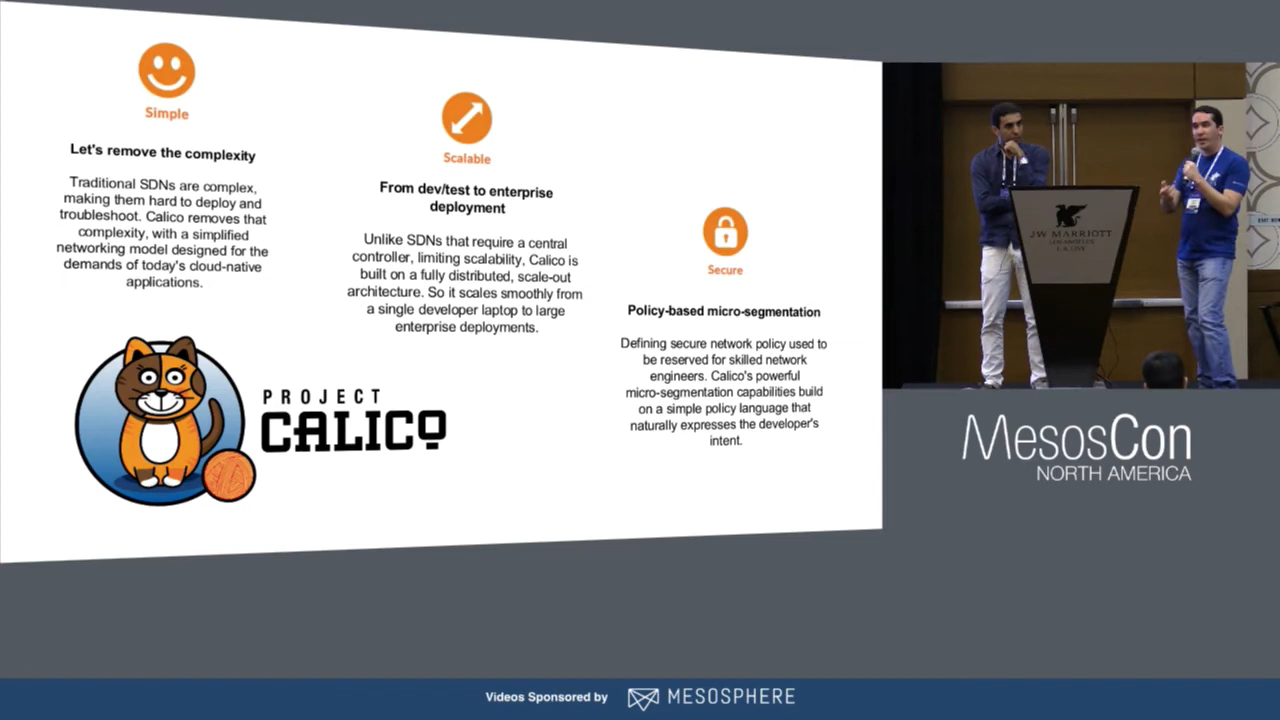 Simple
Let's remove the complexity
Traditional SDNs are complex,
making them hard to deploy and
troubleshoot. Calico removes that
complexity, with a simplified
networking model designed for the
demands of today's cloud-native
applications.
Scalable
From dev/test to enterprise
deployment
Unlike SDNs that require a central
controller, limiting scalability, Calico is
built on a fully distributed, scale-out
architecture. So it scales smoothly from
a single developer laptop to large
enterprise deployments.
Secure
Policy-based micro-segmentation
Defining secure network policy used to
be reserved for skilled network
engineers. Calico's powerful
micro-segmentation capabilities build
on a simple policy language that
naturally expresses the developer's
intent.
PROJECT
CALICO
JW MARRIOTT
LOS ANGELES
L.A. LIVE
MesosCon
NORTH AMERICA
Videos Sponsored by
MESOSPHERE